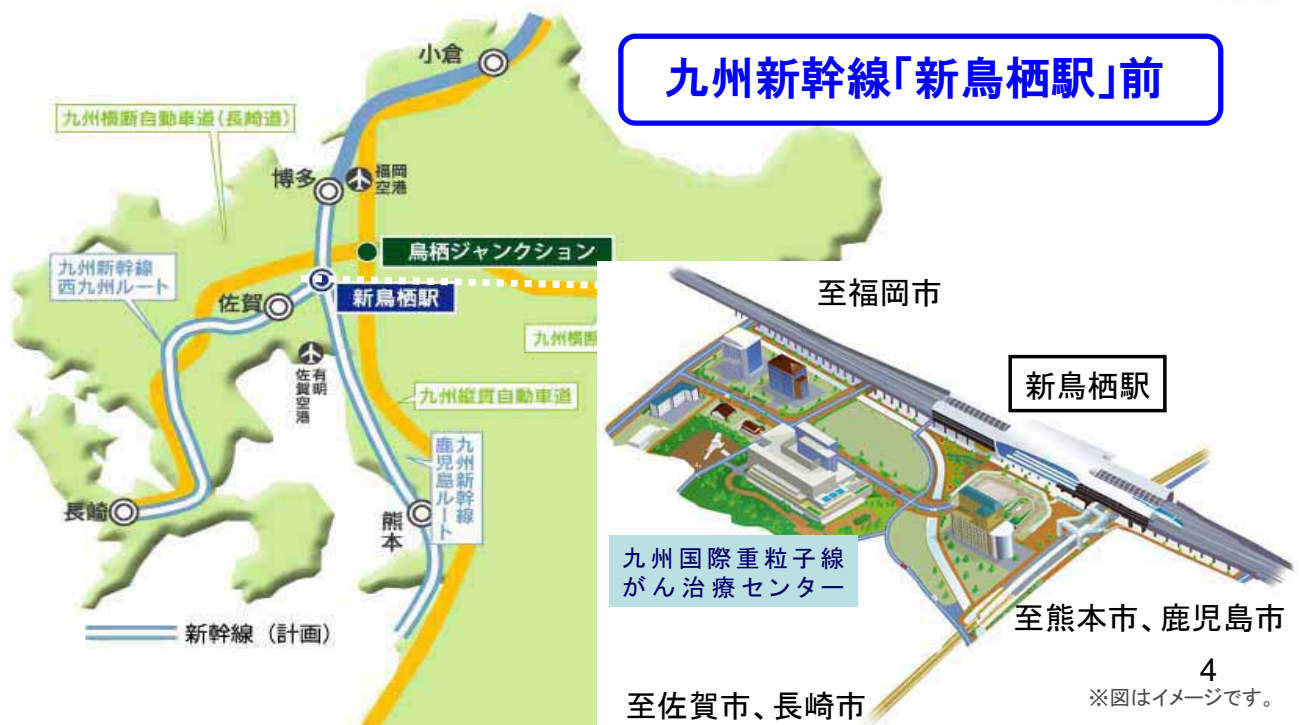 九州新幹線「新鳥栖駅」前
小倉
九州横断自動車道(長崎道)
博多
福岡
空港
鳥栖ジャンクション
九州新幹線
西九州ルート
佐賀
新鳥栖駅
九州横断
有明
佐賀空港
九州縦貫自動車道
九州新幹線
鹿児島ルート
長崎
熊本
新幹線（計画）
至福岡市
新鳥栖駅
九州国際重粒子線
がん治療センター
至熊本市、鹿児島市
至佐賀市、長崎市
4
※図はイメージです。